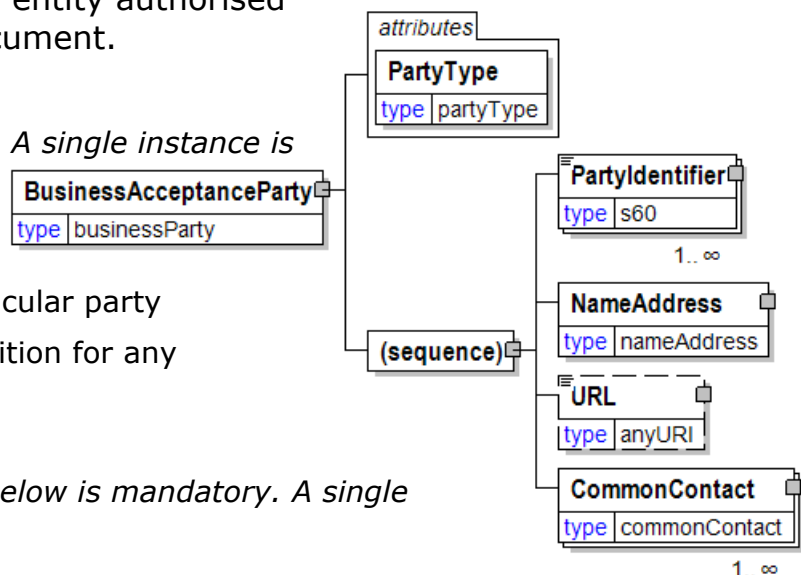 entity authorised
cument.
attributes
PartyType
type partyType
A single instance is
BusinessAcceptanceParty
type businessParty
PartyIdentifier
type s60
1.. ∞
cular party
NameAddress
type nameAddress
ition for any
(sequence)
URL
type anyURI
elow is mandatory. A single
CommonContact
type commonContact
1.. ∞